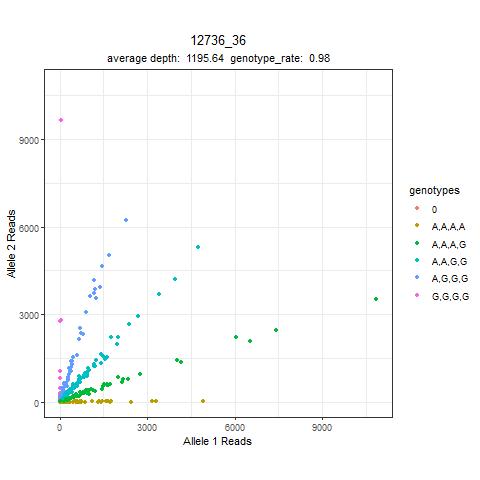 12736_36
average depth:  1195.64  genotype_rate:  0.98
Allele 2 Reads
9000
6000
3000
0
0
3000
6000
9000
Allele 1 Reads
genotypes
0
A,A,A,A
A,A,A,G
A,A,G,G
A,G,G,G
G,G,G,G